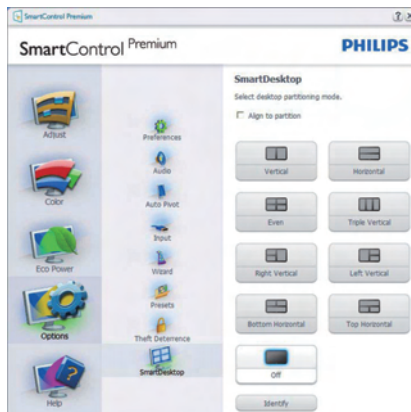 SmartControl Premium
SmartControl Premium
PHILIPS
Adjust
Color
Eco Power
Options
Help
Preferences
Audio
Auto Pivot
Input
Wizard
Presets
Theft Deterrence
SmartDesktop
SmartDesktop
Select desktop partitioning mode.
Align to partition
Vertical
Horizontal
Even
Triple Vertical
Right Vertical
Left Vertical
Bottom Horizontal
Top Horizontal
Off
Identify